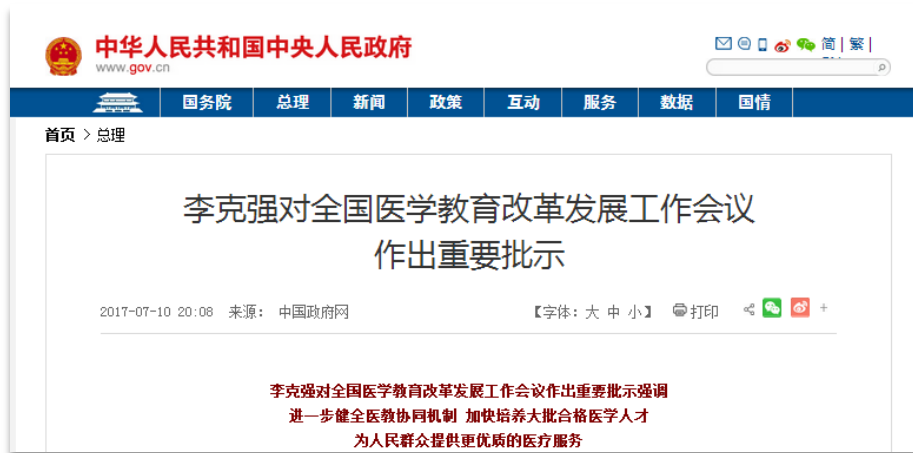 中华人民共和国中央人民政府
www.gov.cn
简 | 繁 |
国务院 总理 新闻 政策 互动 服务 数据 国情
首页 > 总理
李克强对全国医学教育改革发展工作会议
作出重要批示
2017-07-10 20:08 来源： 中国政府网 【字体：大 中 小】 打印 +
李克强对全国医学教育改革发展工作会议作出重要批示强调
进一步健全医教协同机制 加快培养大批合格医学人才
为人民群众提供更优质的医疗服务